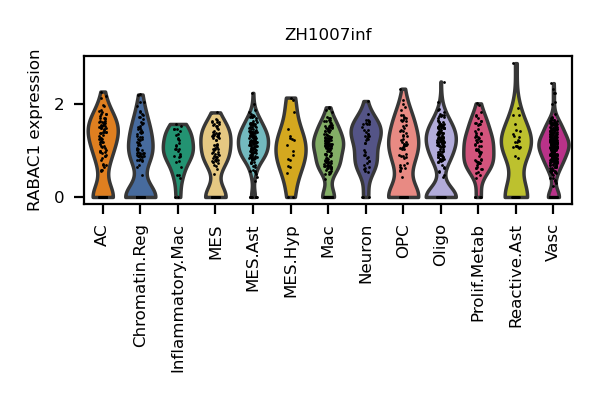 ZH1007inf
RABAC1 expression
2
0
AC
Chromatin.Reg
Inflammatory.Mac
MES
MES.Ast
MES.Hyp
Mac
Neuron
OPC
Oligo
Prolif.Metab
Reactive.Ast
Vasc